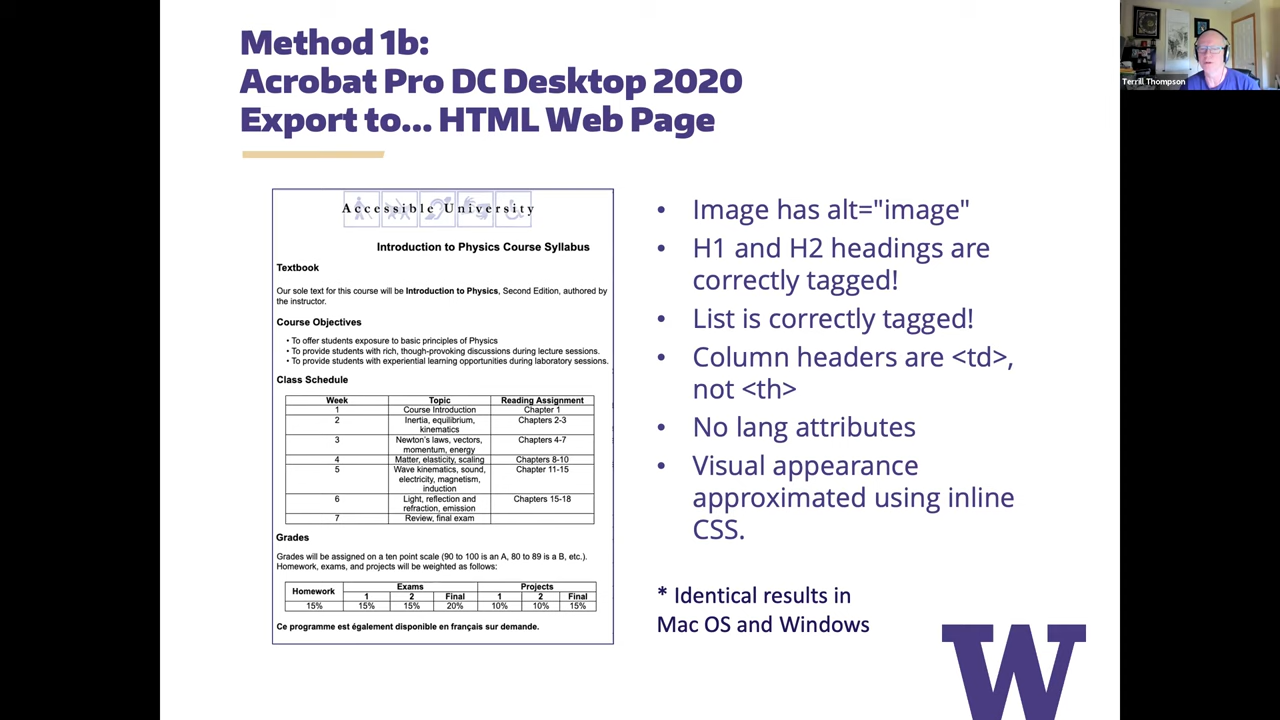 Method 1b:
Acrobat Pro DC Desktop 2020
Export to... HTML Web Page
Terrill Thompson
Accessible University
Introduction to Physics Course Syllabus
Textbook
Our sole text for this course will be Introduction to Physics, Second Edition, authored by
the instructor.
Course Objectives
• To offer students exposure to basic principles of Physics
• To provide students with rich, though-provoking discussions during lecture sessions.
• To provide students with experiential learning opportunities during laboratory sessions.
Class Schedule
Week Topic Reading Assignment
1 Course Introduction Chapter 1
2 Inertia, equilibrium, Chapters 2-3
kinematics
3 Newton's laws, vectors, Chapters 4-7
momentum, energy
4 Matter, elasticity, scaling Chapters 8-10
5 Wave kinematics, sound, Chapter 11-15
electricity, magnetism,
induction
6 Light, reflection and Chapters 15-18
refraction, emission
7 Review, final exam
Grades
Grades will be assigned on a ten point scale (90 to 100 is an A, 80 to 89 is a B, etc.).
Homework, exams, and projects will be weighted as follows:
Homework Exams Projects
1 2 Final 1 2 Final
15% 15% 15% 20% 10% 10% 15%
Ce programme est également disponible en français sur demande.
• Image has alt="image"
• H1 and H2 headings are
correctly tagged!
• List is correctly tagged!
• Column headers are <td>,
not <th>
• No lang attributes
• Visual appearance
approximated using inline
CSS.
* Identical results in
Mac OS and Windows
W